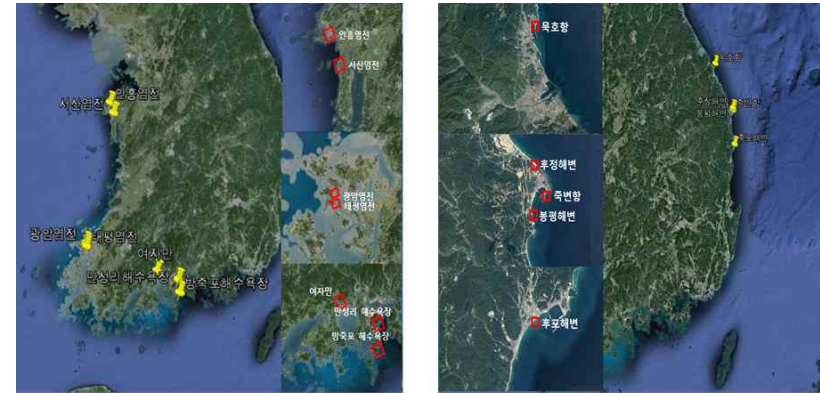 안흥염전
서산염전
광암염전
태평염전
여자만
만성리해수욕장
방축포해수욕장
안흥염전
서산염전
광암염전
태평염전
여자만
만성리 해수욕장
방축포 해수욕장
묵호항
후정해변
죽변항
봉평해변
후포해변
묵호항
후정해변
죽변항
봉평해변
후포해변